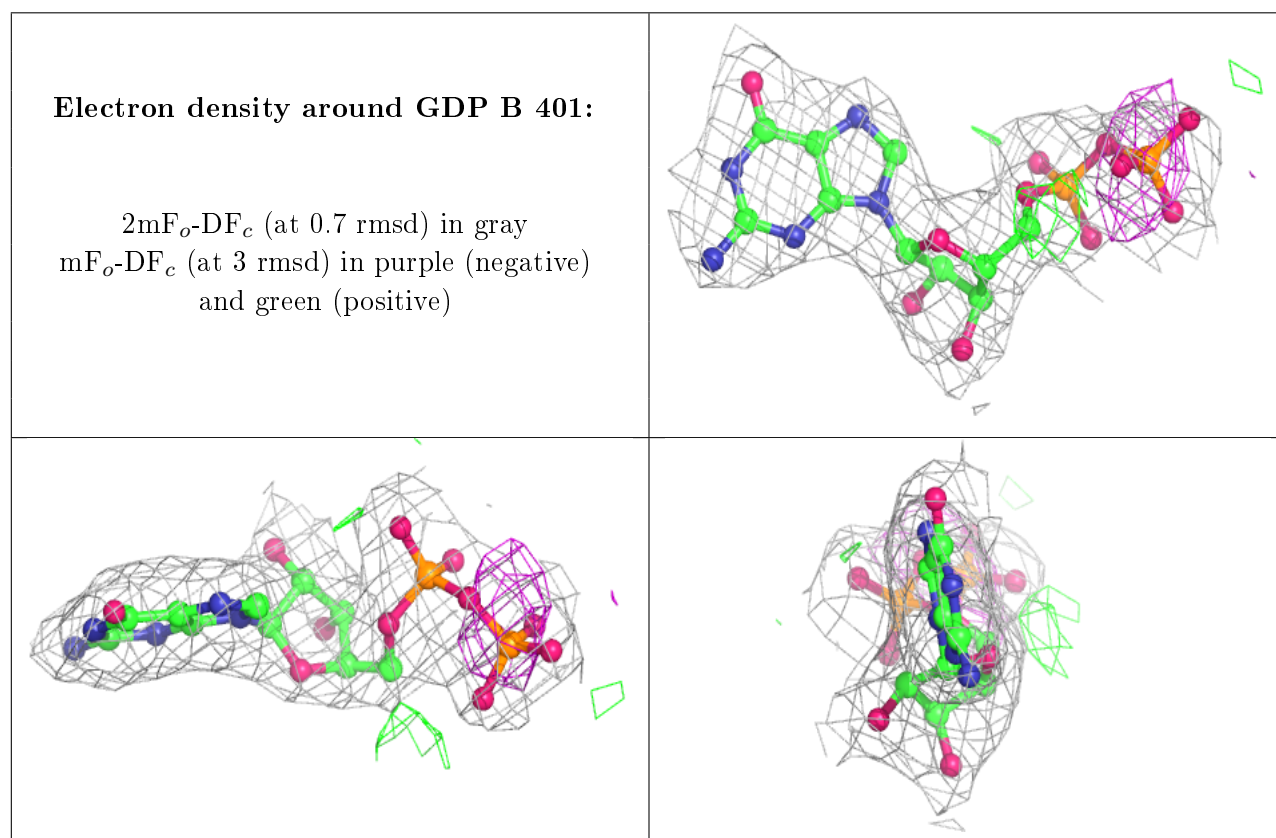 Electron density around GDP B 401:
2mFₒ-DF𝒸 (at 0.7 rmsd) in gray
mFₒ-DF𝒸 (at 3 rmsd) in purple (negative)
and green (positive)